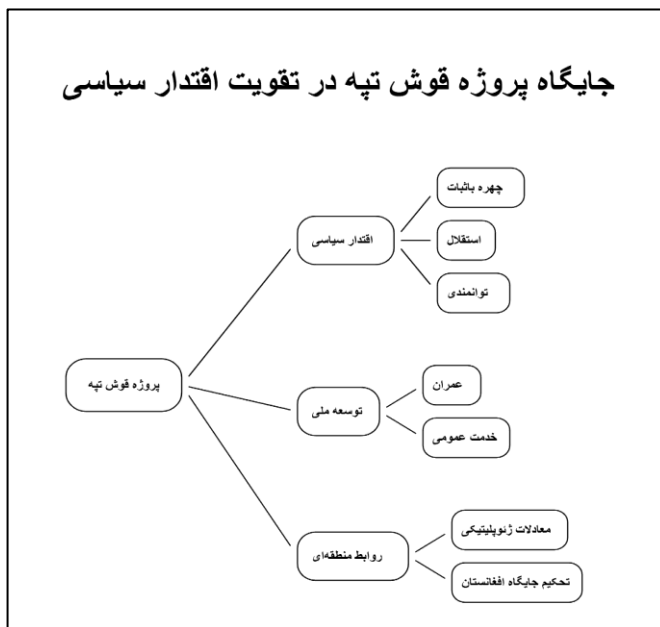 جایگاه پروژه قوش تپه در تقویت اقتدار سیاسی
پروژه قوش تپه
اقتدار سیاسی
چهره باثبات
استقلال
توانمندی
توسعه ملی
عمران
خدمت عمومی
روابط منطقه‌ای
معادلات ژئوپلیتیکی
تحکیم جایگاه افغانستان